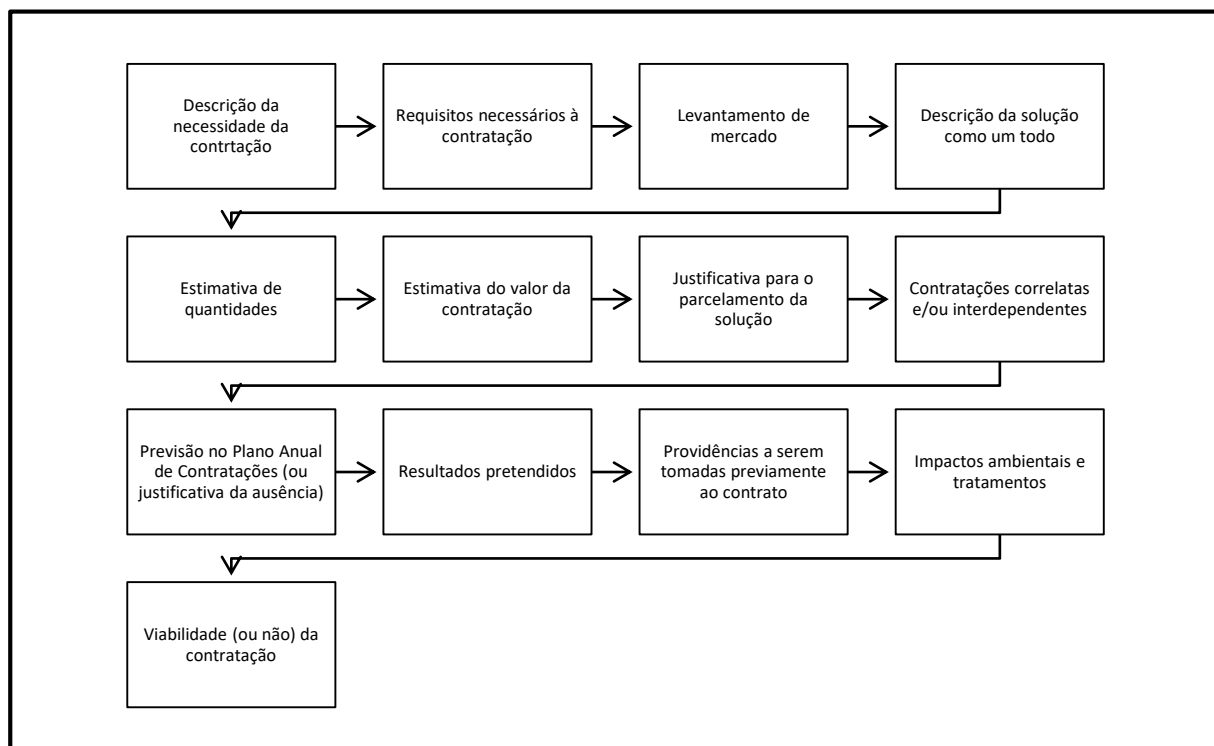 Descrição da
necessidade da
contrtação
Requisitos necessários à
contratação
Levantamento de
mercado
Descrição da solução
como um todo
Estimativa de
quantidades
Estimativa do valor da
contratação
Justificativa para o
parcelamento da
solução
Contratações correlatas
e/ou interdependentes
Previsão no Plano Anual
de Contratações (ou
justificativa da ausência)
Resultados pretendidos
Providências a serem
tomadas previamente
ao contrato
Impactos ambientais e
tratamentos
Viabilidade (ou não) da
contratação